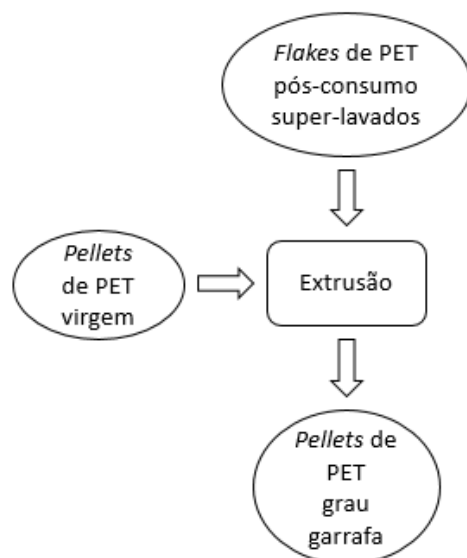 Flakes de PET
pós-consumo
super-lavados
Pellets
de PET
virgem
Extrusão
Pellets de
PET
grau
garrafa